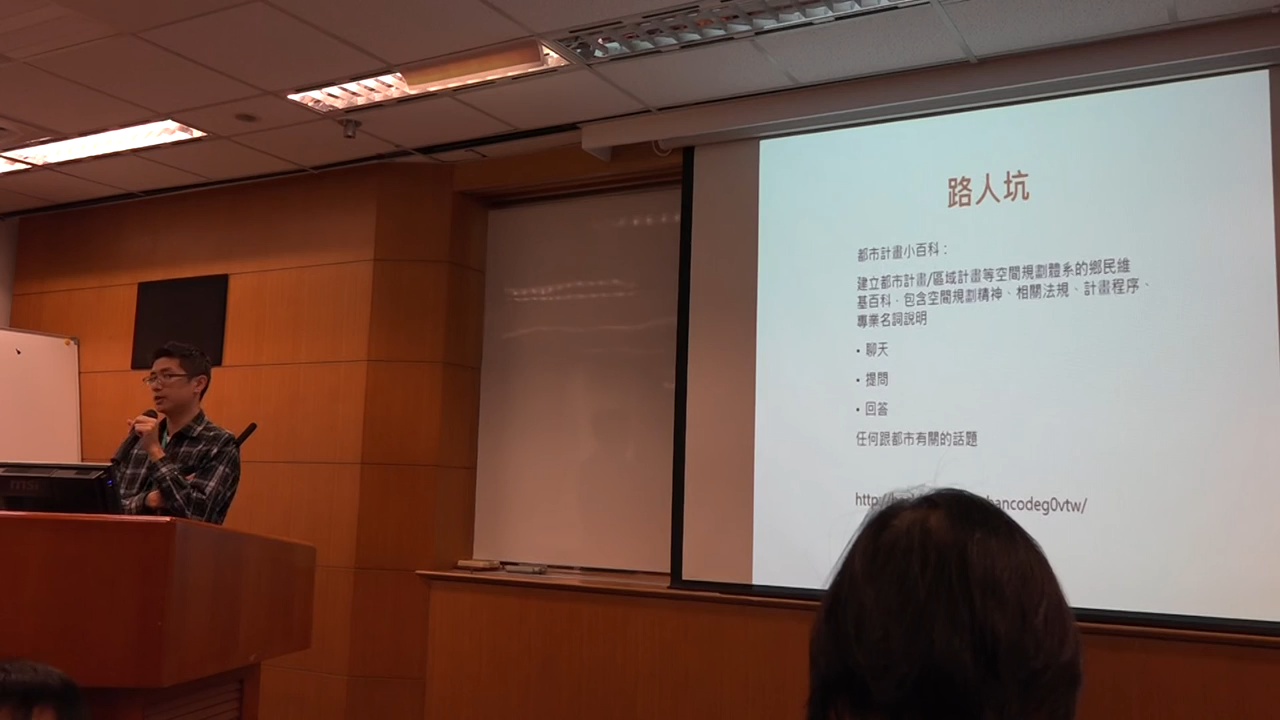 路人坑
都市計畫小百科：
建立都市計畫/區域計畫等空間規劃體系的鄉民維
基百科，包含空間規劃精神、相關法規、計畫程序、
專業名詞說明
• 聊天
• 提問
• 回答
任何跟都市有關的話題
http://
ancodeg0vtw/
msi